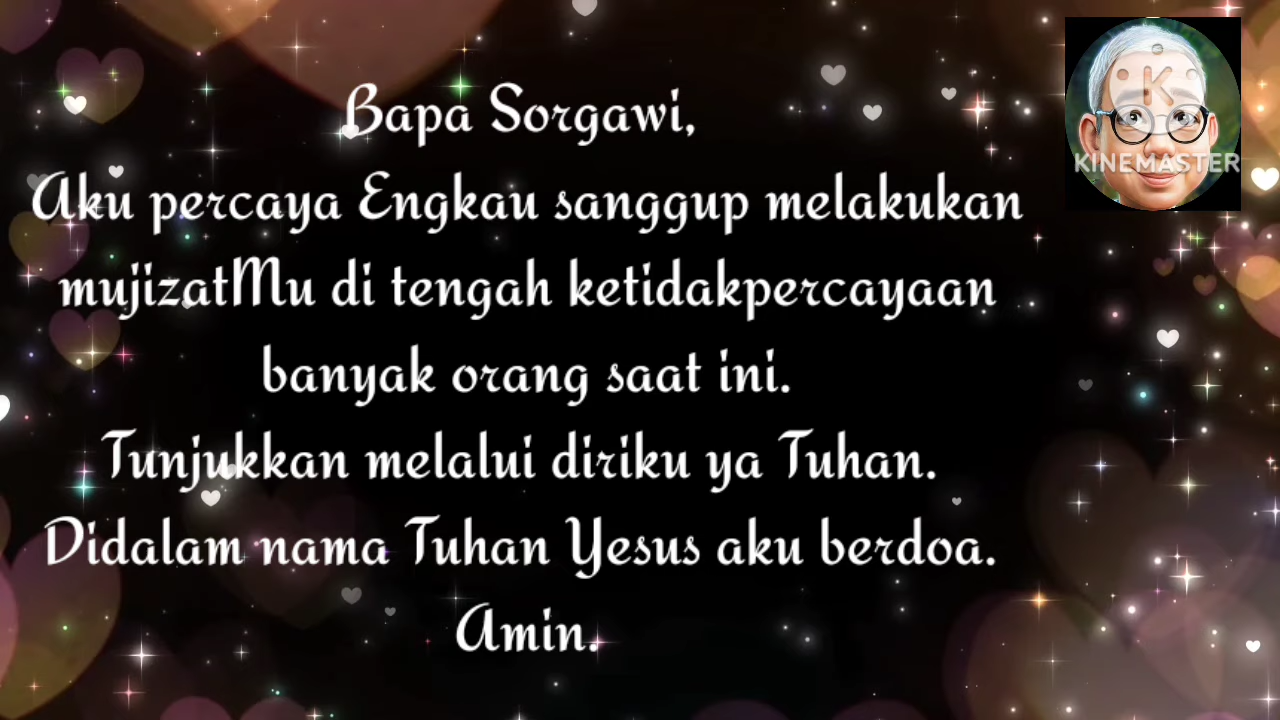 Bapa Sorgawi,
Aku percaya Engkau sanggup melakukan
mujizatMu di tengah ketidakpercayaan
banyak orang saat ini.
Tunjukkan melalui diriku ya Tuhan.
Didalam nama Tuhan Yesus aku berdoa.
Amin.
K
KINEMASTER